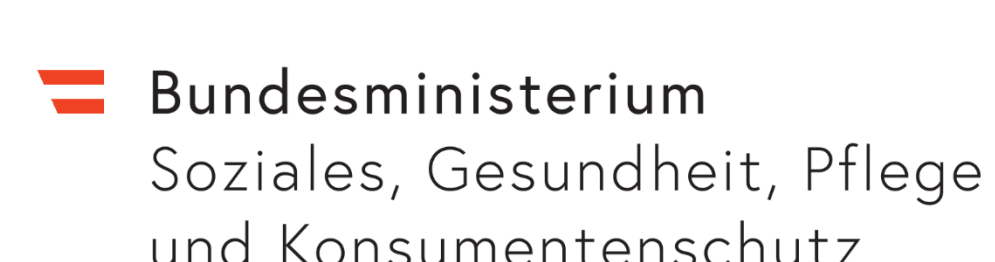 Bundesministerium
Soziales, Gesundheit, Pflege
und Konsumentenschutz